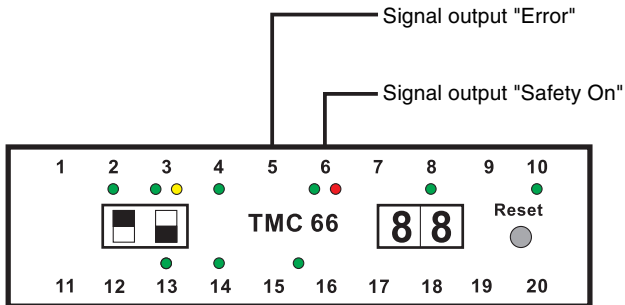 Signal output "Error"
Signal output "Safety On"
1 2 3 4 5 6 7 8 9 10
TMC 66 88 Reset
11 12 13 14 15 16 17 18 19 20